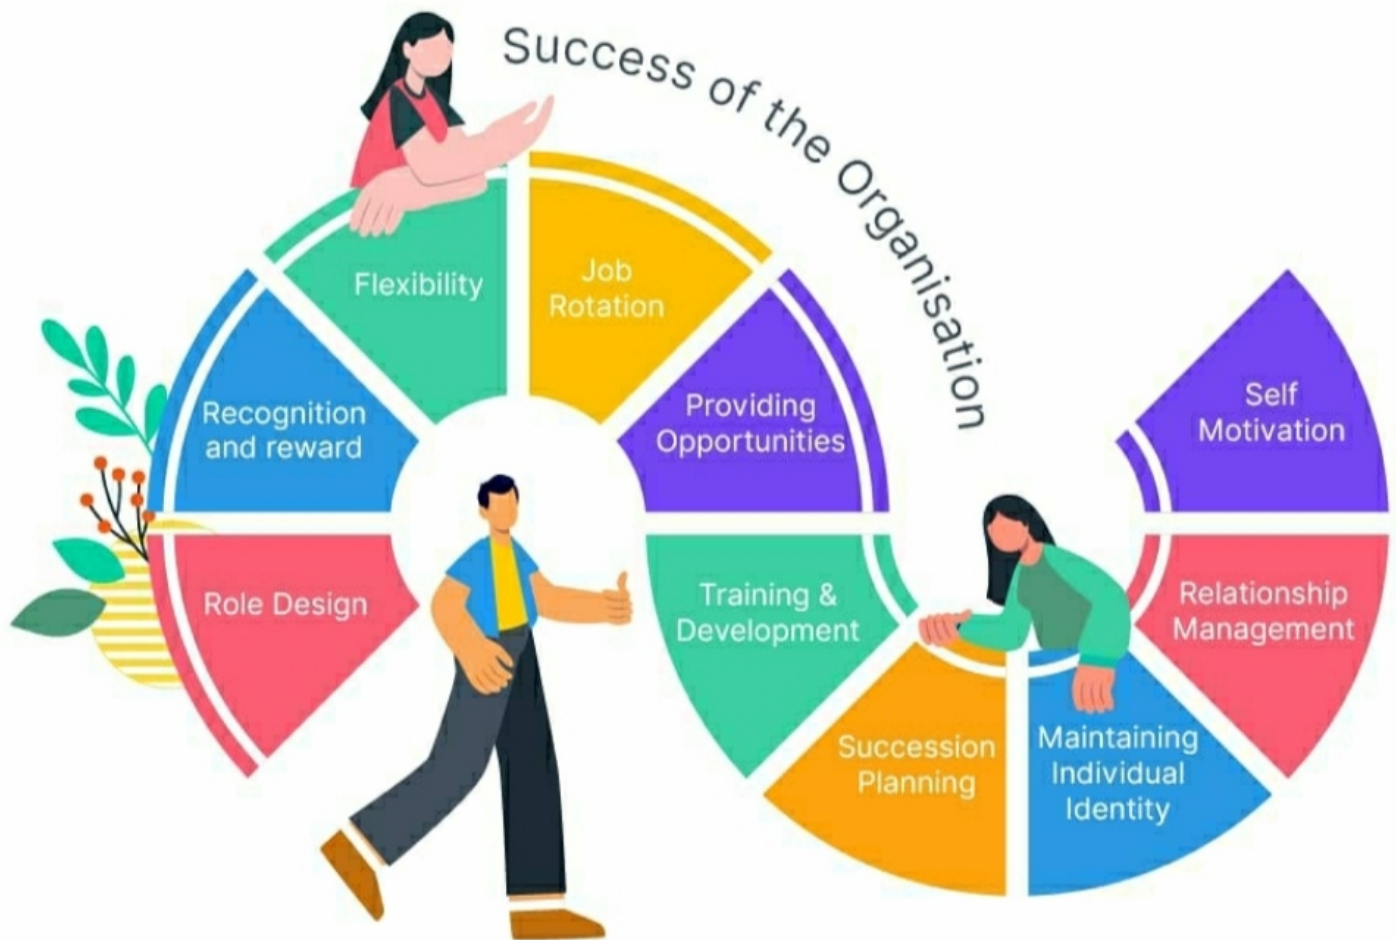 Success of the Organisation
Role Design
Recognition
and reward
Flexibility
Job
Rotation
Providing
Opportunities
Training &
Development
Succession
Planning
Maintaining
Individual
Identity
Relationship
Management
Self
Motivation